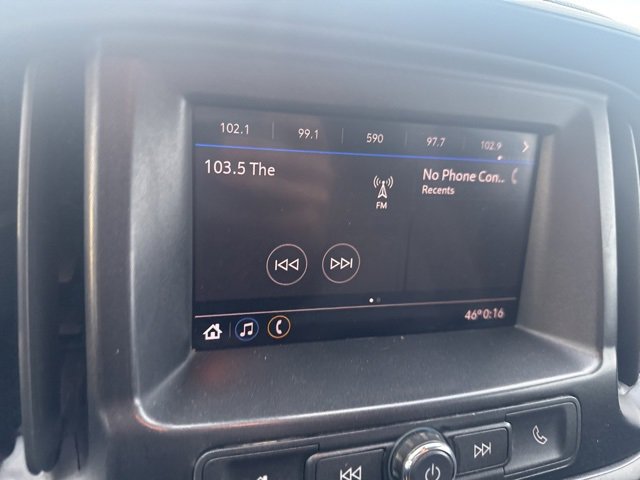 102.1 99.1 590 97.7 102.9
103.5 The
No Phone Con..
Recents
FM
46° 0:16